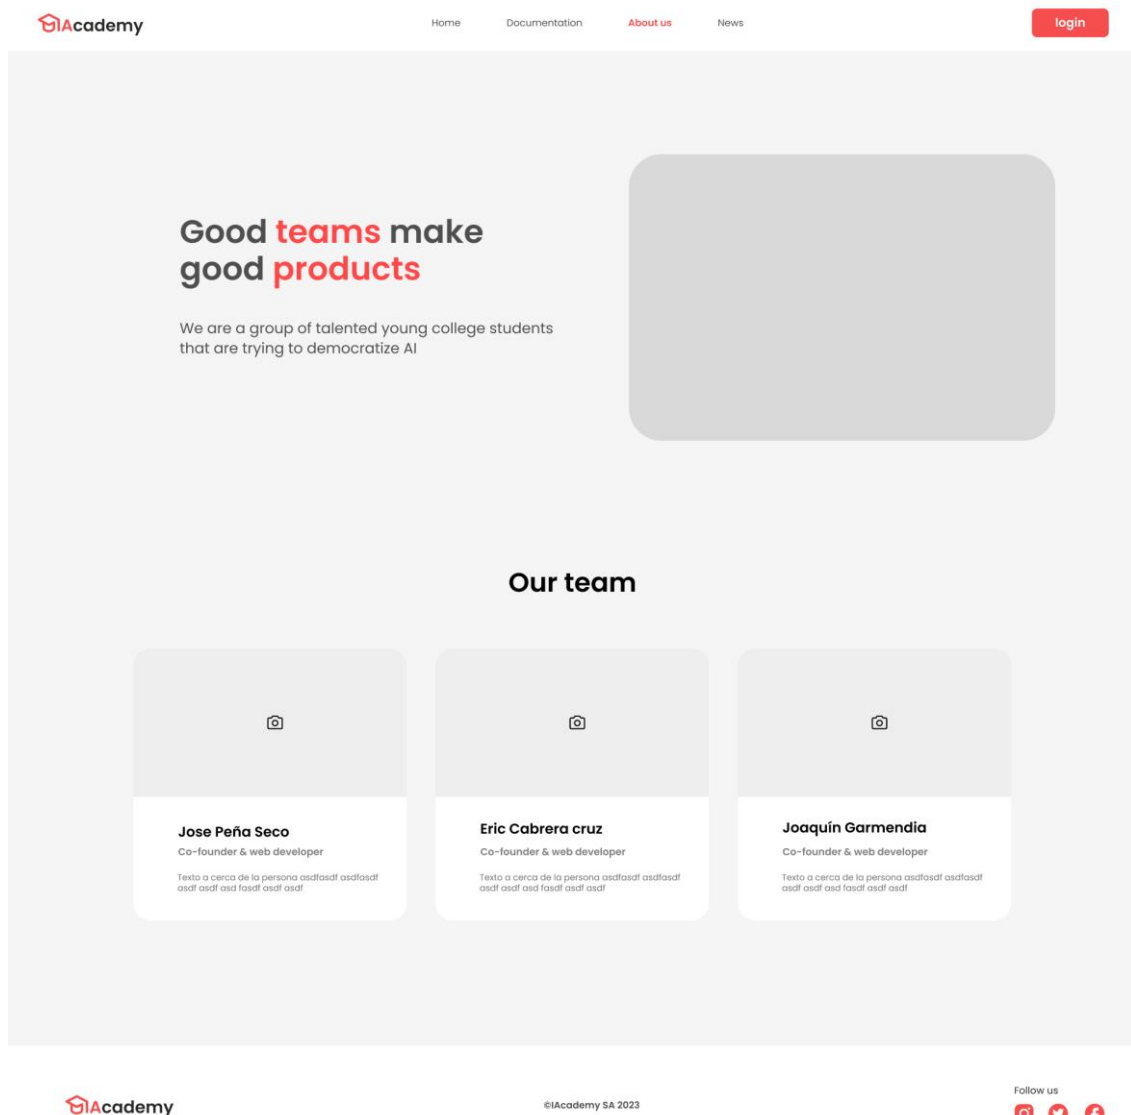 IAcademy
Home Documentation About us News
login
Good teams make
good products
We are a group of talented young college students
that are trying to democratize AI
Our team
Jose Peña Seco
Co-founder & web developer
Texto a cerca de la persona asdfasdf asdfasdf
asdf asdf asd fasdf asdf asdf
Eric Cabrera cruz
Co-founder & web developer
Texto a cerca de la persona asdfasdf asdfasdf
asdf asdf asd fasdf asdf asdf
Joaquín Garmendia
Co-founder & web developer
Texto a cerca de la persona asdfasdf asdfasdf
asdf asdf asd fasdf asdf asdf
IAcademy
©IAcademy SA 2023
Follow us